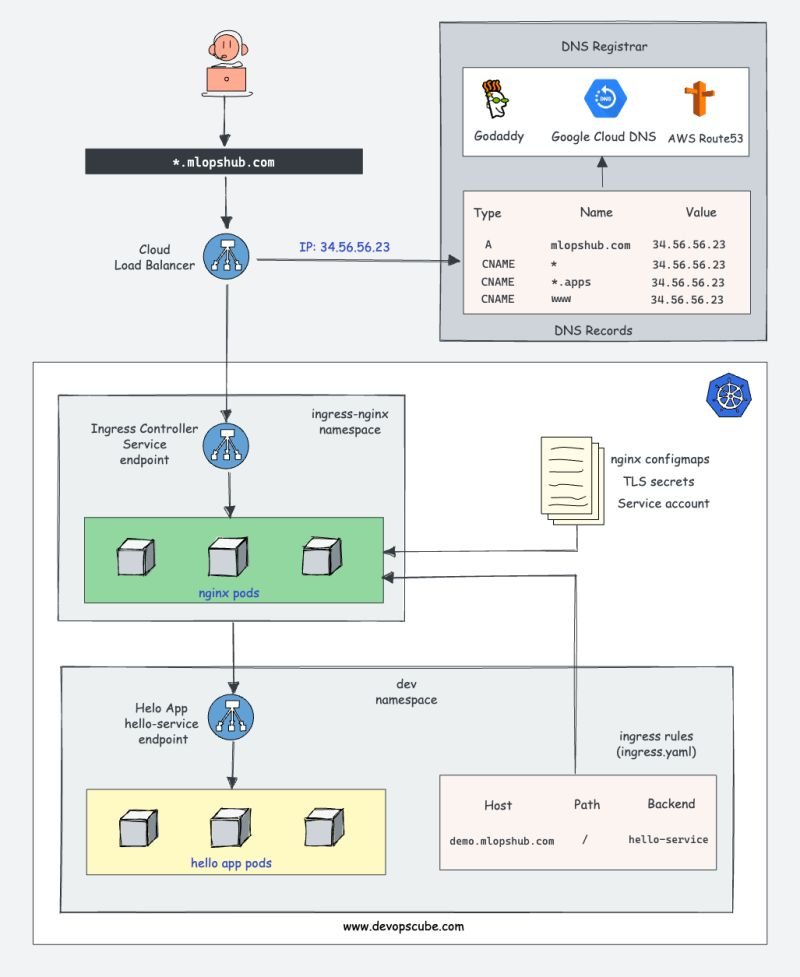 DNS Registrar
Godaddy
DNS
Google Cloud DNS
AWS Route53
*.mlopshub.com
Type Name Value
A mlopshub.com 34.56.56.23
CNAME * 34.56.56.23
CNAME *.apps 34.56.56.23
CNAME www 34.56.56.23
DNS Records
Cloud
Load Balancer
IP: 34.56.56.23
ingress-nginx
namespace
Ingress Controller
Service
endpoint
nginx pods
nginx configmaps
TLS secrets
Service account
dev
namespace
Helo App
hello-service
endpoint
hello app pods
ingress rules
(ingress.yaml)
Host Path Backend
demo.mlopshub.com / hello-service
www.devopscube.com